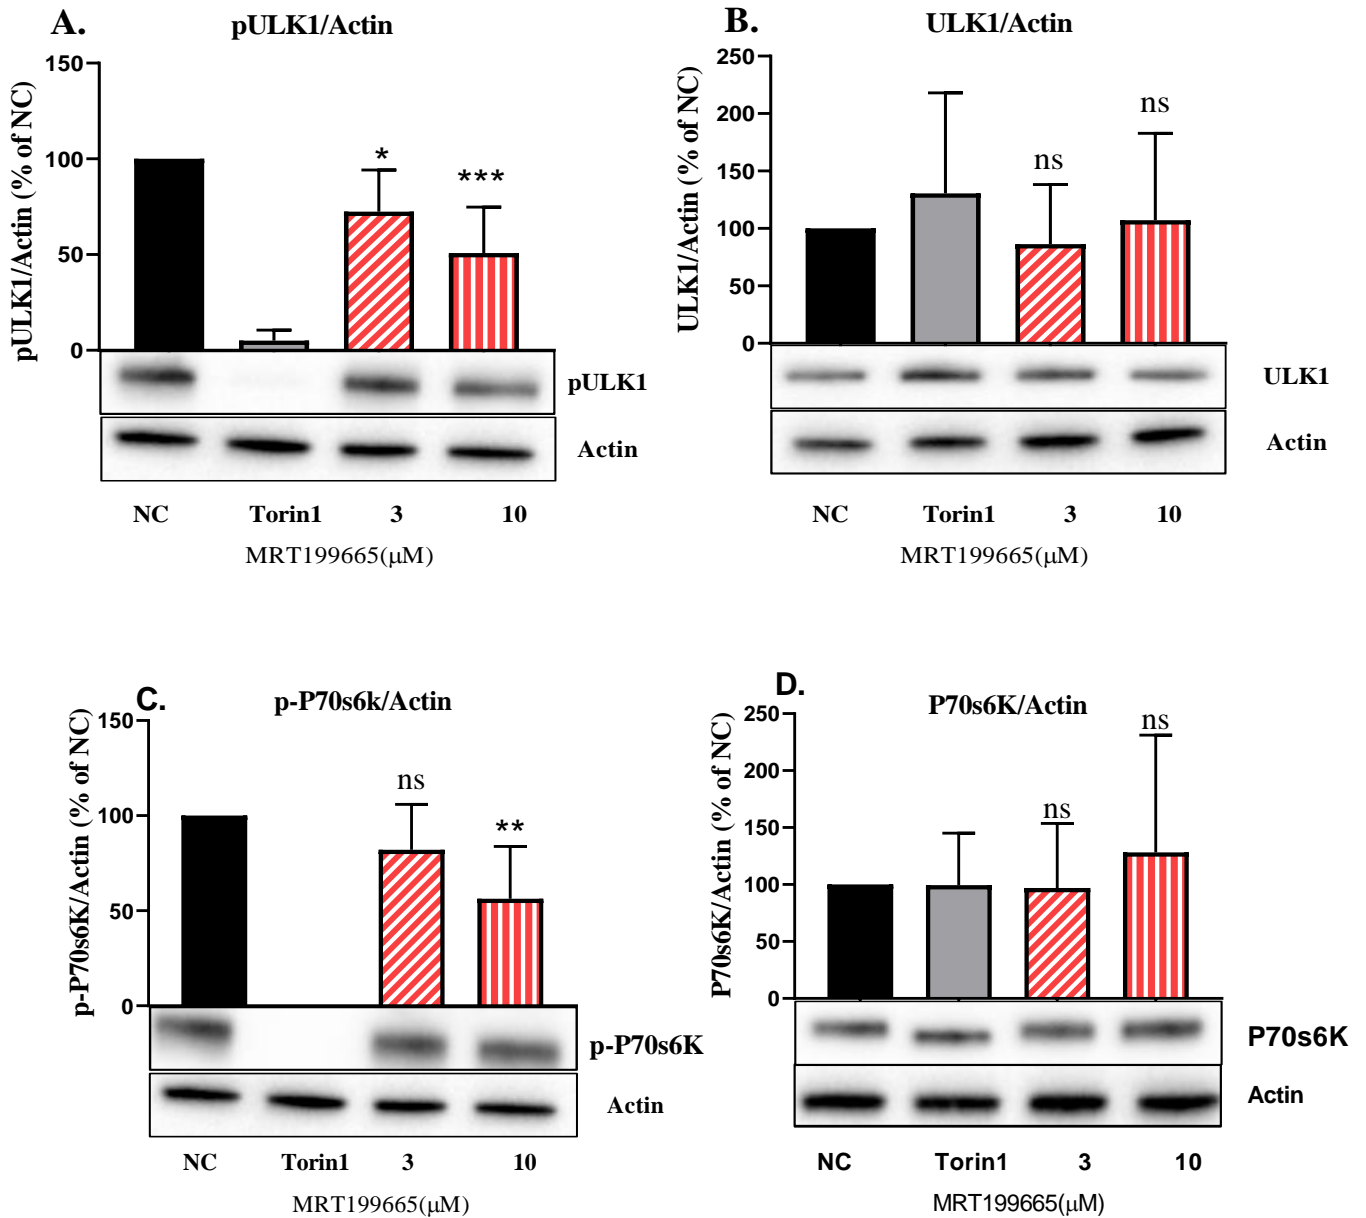 A.
pULK1/Actin
pULK1/Actin (% of NC)
150
100
50
0
*
***
pULK1
Actin
NC Torin1 3 10
MRT199665(μM)
B.
ULK1/Actin
ULK1/Actin (% of NC)
250
200
150
100
50
0
ns
ns
ULK1
Actin
NC Torin1 3 10
MRT199665(μM)
C.
p-P70s6k/Actin
p-P70s6K/Actin (% of NC)
150
100
50
0
ns
**
p-P70s6K
Actin
NC Torin1 3 10
MRT199665(μM)
D.
P70s6K/Actin
P70s6K/Actin (% of NC)
250
200
150
100
50
0
ns
ns
P70s6K
Actin
NC Torin1 3 10
MRT199665(μM)